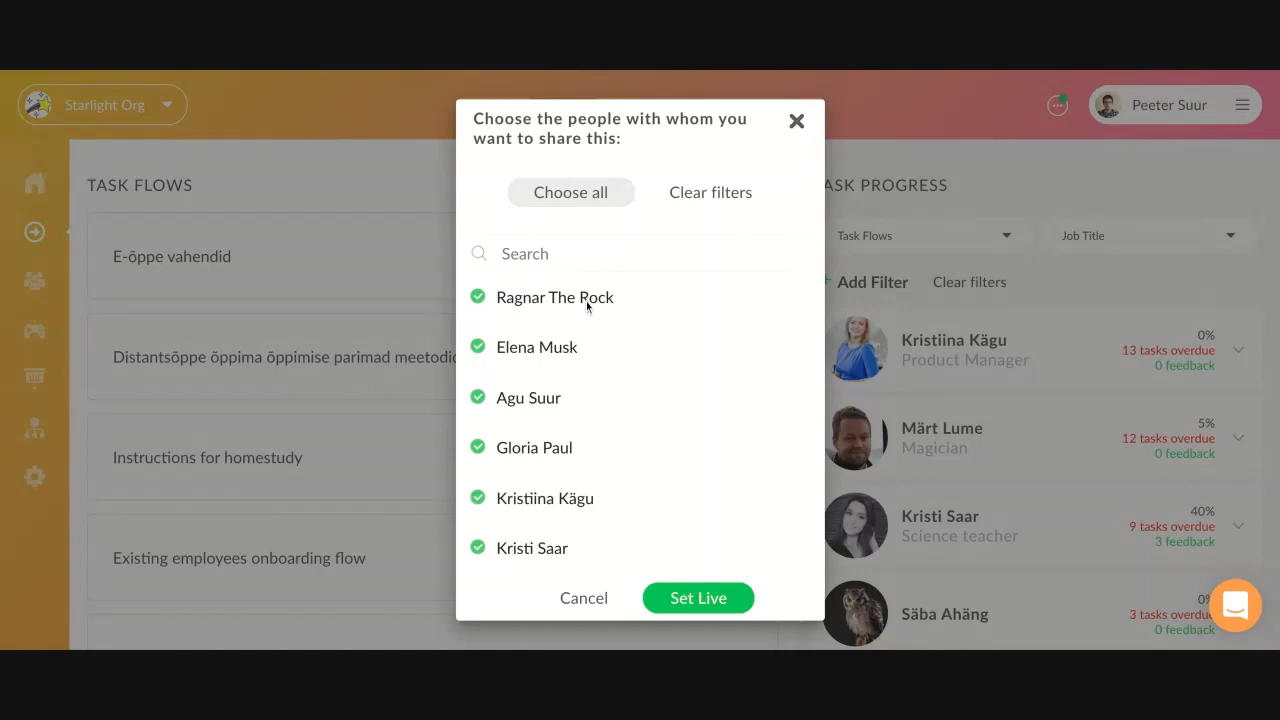 Starlight Org
Peeter Suur
Choose the people with whom you
want to share this:
Choose all
Clear filters
Search
Ragnar The Rock
Elena Musk
Agu Suur
Gloria Paul
Kristiina Kägu
Kristi Saar
Cancel
Set Live
TASK FLOWS
E-õppe vahendid
Distantsõppe õppima õppimise parimad meetodid
Instructions for homestudy
Existing employees onboarding flow
ASK PROGRESS
Task Flows
Job Title
+ Add Filter
Clear filters
Kristiina Kägu
Product Manager
0%
13 tasks overdue
0 feedback
Märt Lume
Magician
5%
12 tasks overdue
0 feedback
Kristi Saar
Science teacher
40%
9 tasks overdue
3 feedback
Säba Ahäng
0%
3 tasks overdue
0 feedback